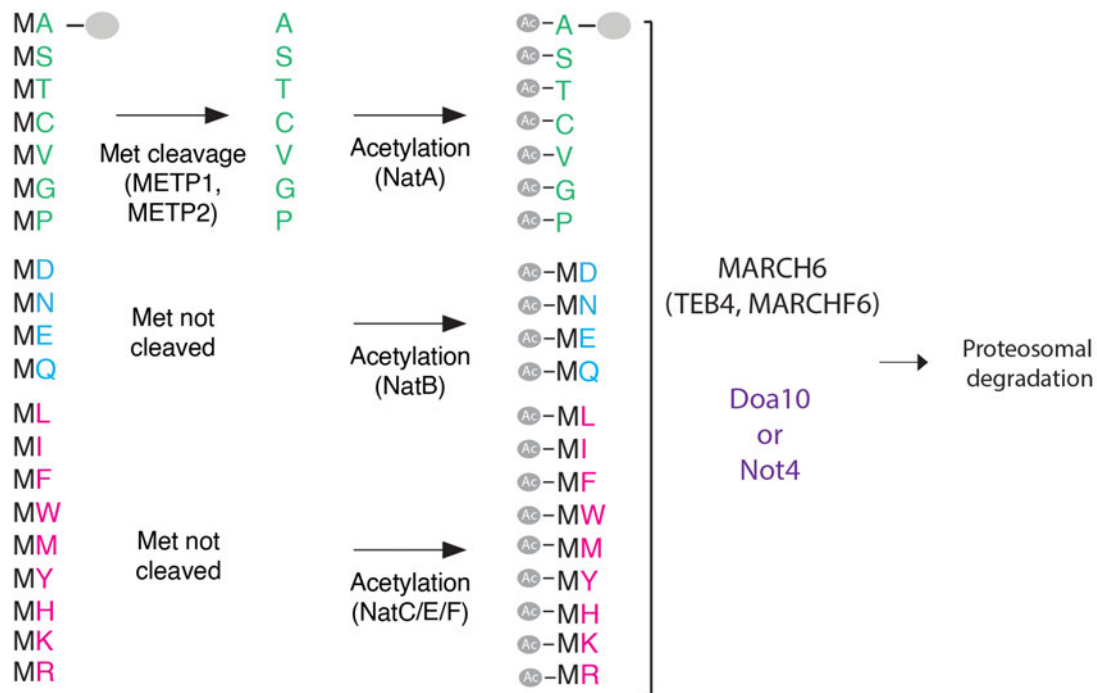 MA
MS
MT
MC
MV
MG
MP
Met cleavage
(METP1,
METP2)
A
S
T
C
V
G
P
Acetylation
(NatA)
Ac-A
Ac-S
Ac-T
Ac-C
Ac-V
Ac-G
Ac-P
MD
MN
ME
MQ
Met not
cleaved
Acetylation
(NatB)
Ac-MD
Ac-MN
Ac-ME
Ac-MQ
ML
MI
MF
MW
MM
MY
MH
MK
MR
Met not
cleaved
Acetylation
(NatC/E/F)
Ac-ML
Ac-MI
Ac-MF
Ac-MW
Ac-MM
Ac-MY
Ac-MH
Ac-MK
Ac-MR
MARCH6
(TEB4, MARCHF6)
Doa10
or
Not4
Proteosomal
degradation